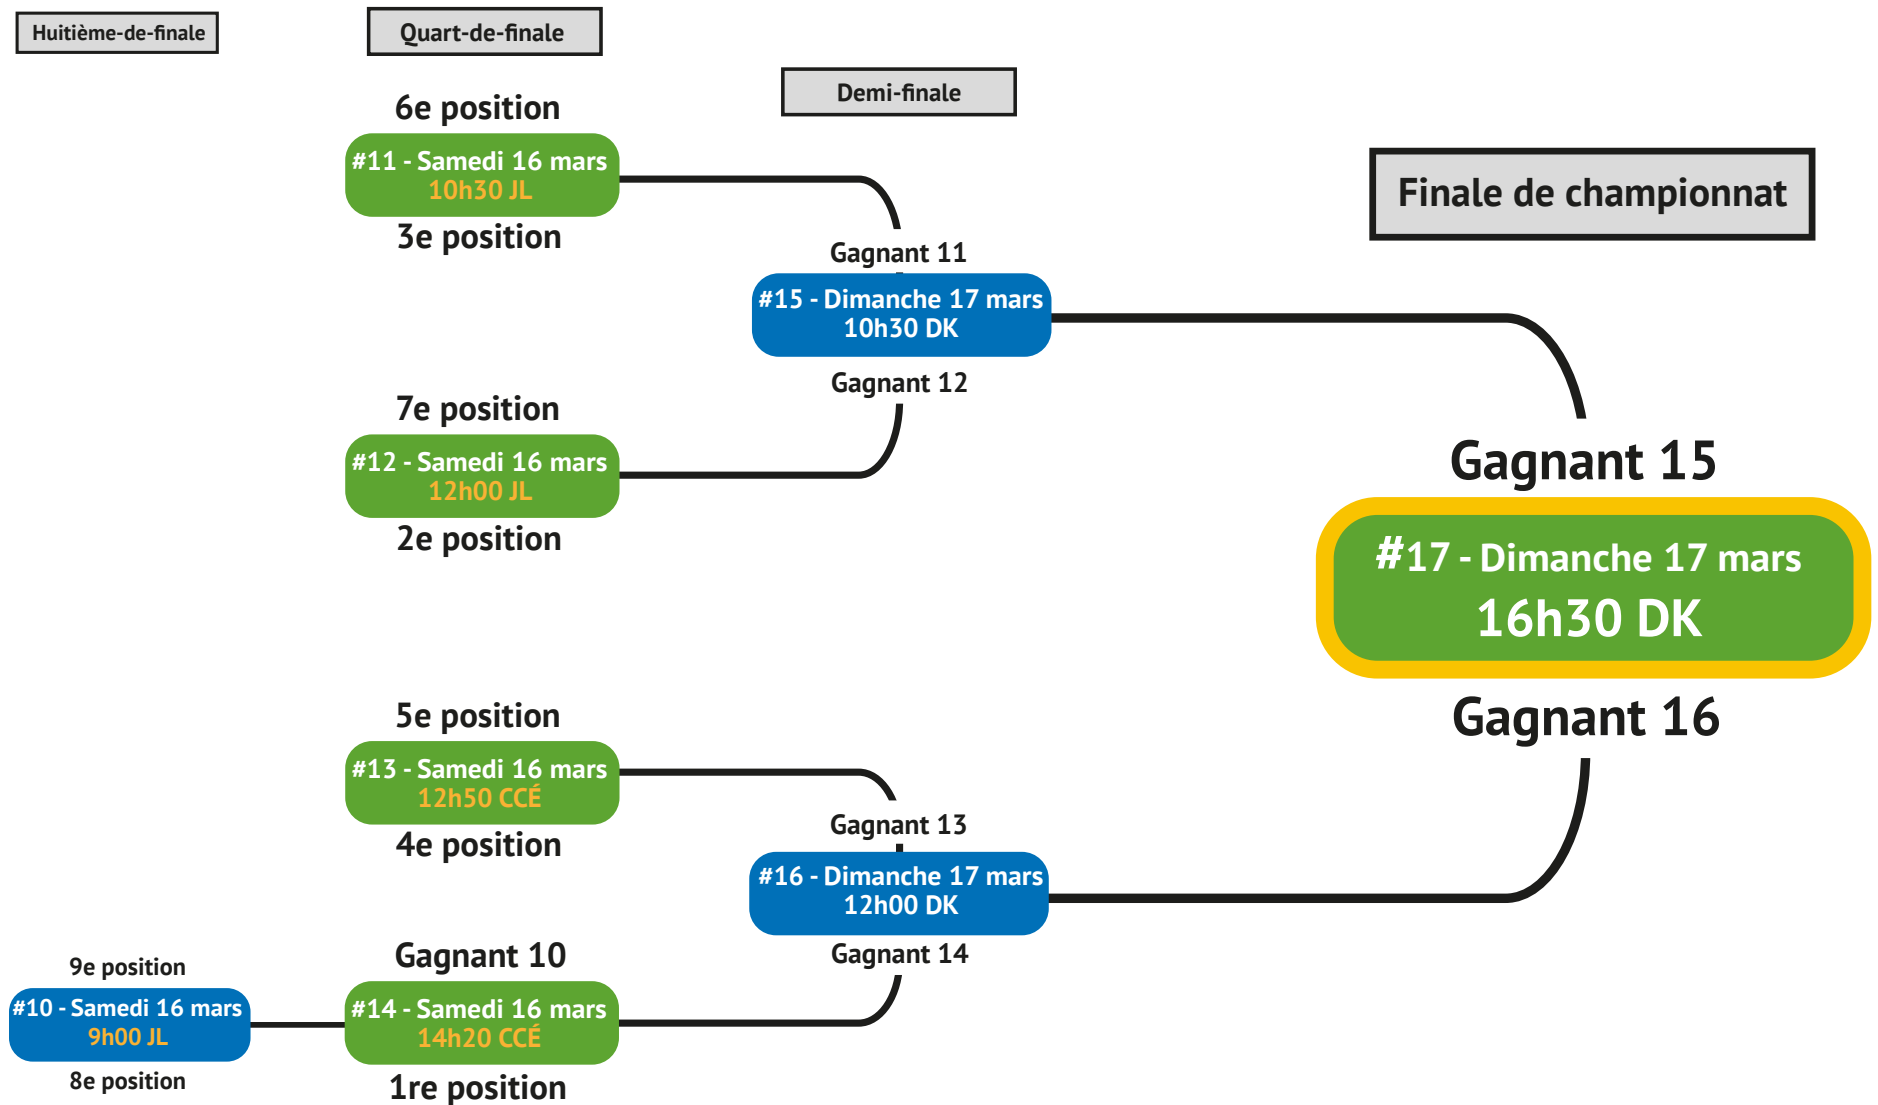 Huitième-de-finale
Quart-de-finale
Demi-finale
Finale de championnat
6e position
#11 - Samedi 16 mars
10h30 JL
3e position
Gagnant 11
#15 - Dimanche 17 mars
10h30 DK
Gagnant 12
7e position
#12 - Samedi 16 mars
12h00 JL
2e position
Gagnant 15
#17 - Dimanche 17 mars
16h30 DK
Gagnant 16
5e position
#13 - Samedi 16 mars
12h50 CCÉ
4e position
Gagnant 13
#16 - Dimanche 17 mars
12h00 DK
Gagnant 14
9e position
#10 - Samedi 16 mars
9h00 JL
8e position
Gagnant 10
#14 - Samedi 16 mars
14h20 CCÉ
1re position